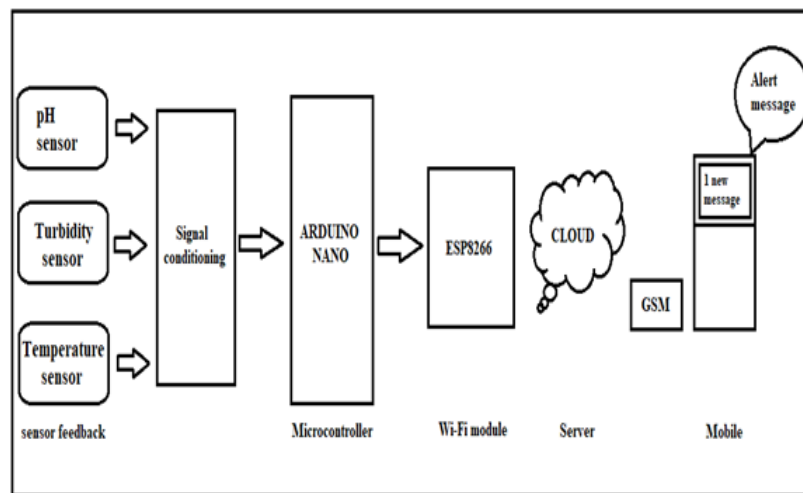 pH
sensor
Turbidity
sensor
Temperature
sensor
sensor feedback
Signal
conditioning
ARDUINO
NANO
Microcontroller
ESP8266
Wi-Fi module
CLOUD
Server
GSM
Alert
message
1 new
message
Mobile